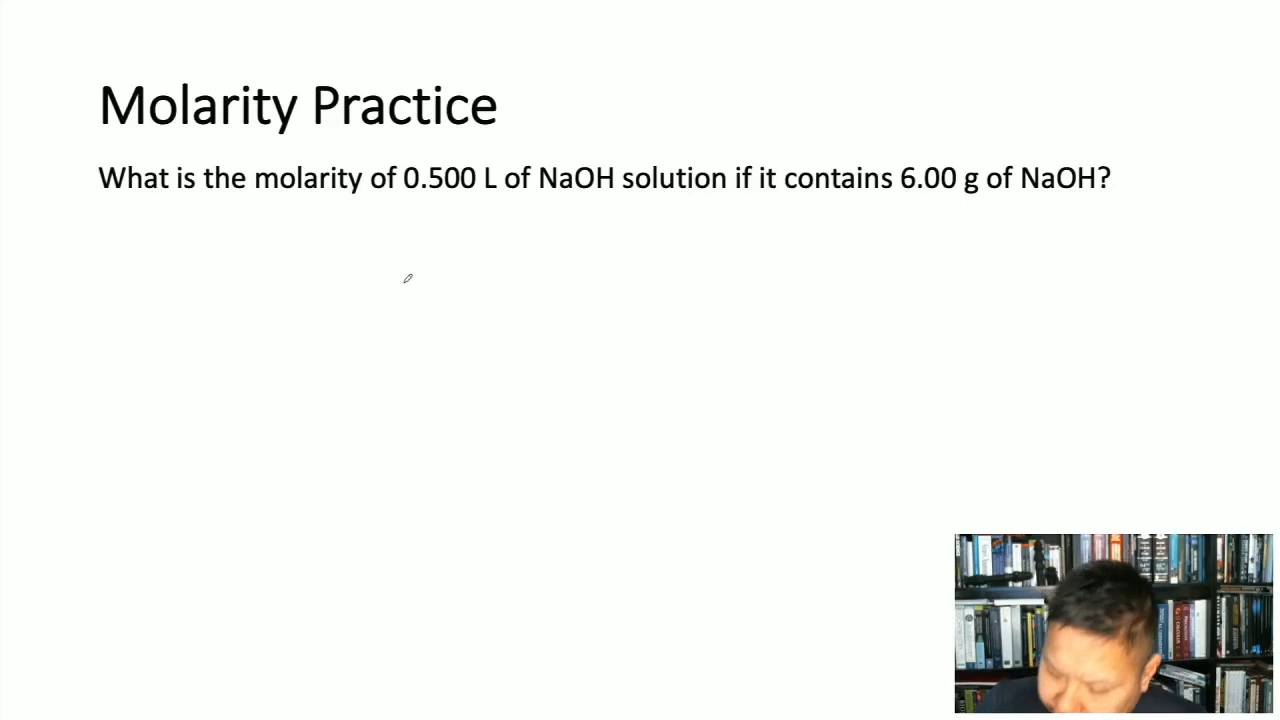 Molarity Practice
What is the molarity of 0.500 L of NaOH solution if it contains 6.00 g of NaOH?